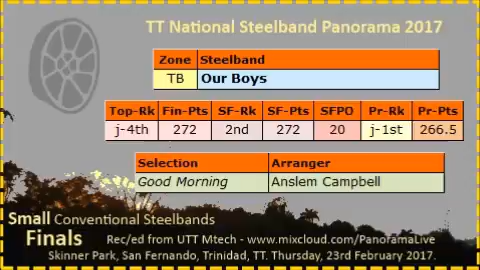 TT National Steelband Panorama 2017
Zone Steelband
TB Our Boys
Top-Rk Fin-Pts SF-Rk SF-Pts SFPO Pr-Rk Pr-Pts
j-4th 272 2nd 272 20 j-1st 266.5
Selection Arranger
Good Morning Anslem Campbell
Small Conventional Steelbands
Finals Rec/ed from UTT Mtech - www.mixcloud.com/PanoramaLive
Skinner Park, San Fernando, Trinidad, TT. Thursday, 23rd February 2017.